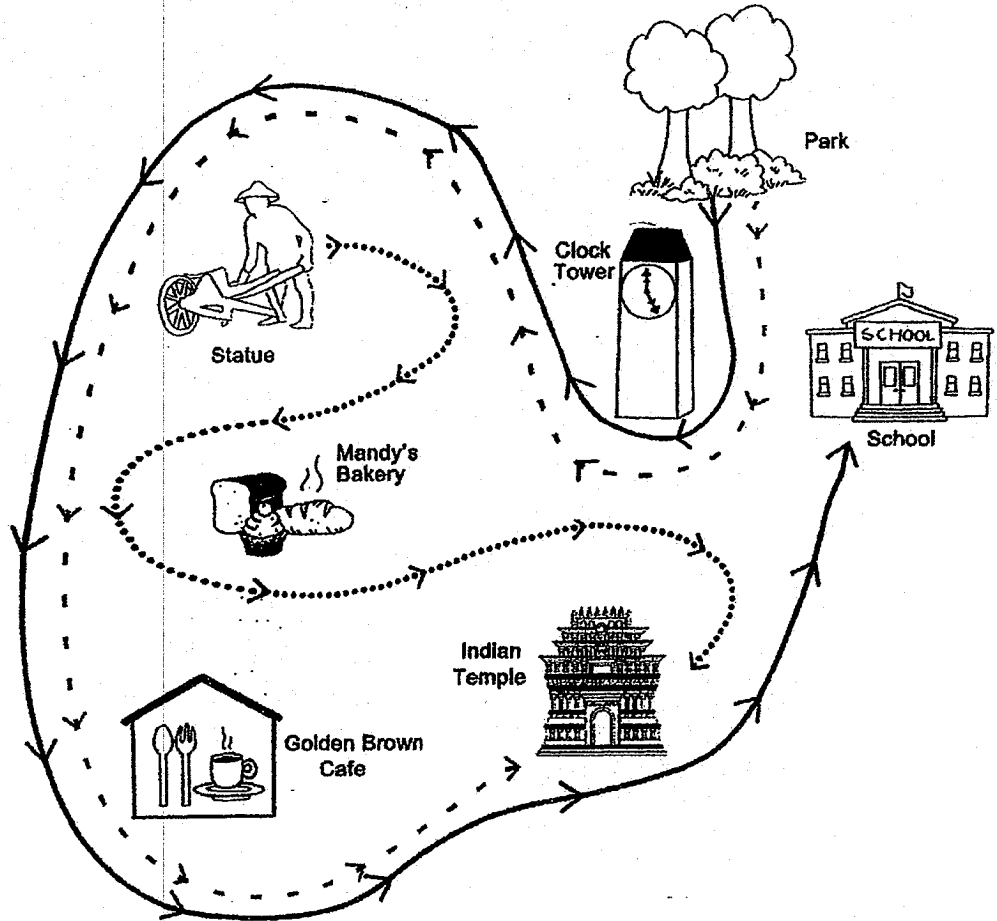 Park
Clock
Tower
SCHOOL
School
Statue
Mandy's
Bakery
Indian
Temple
Golden Brown
Cafe